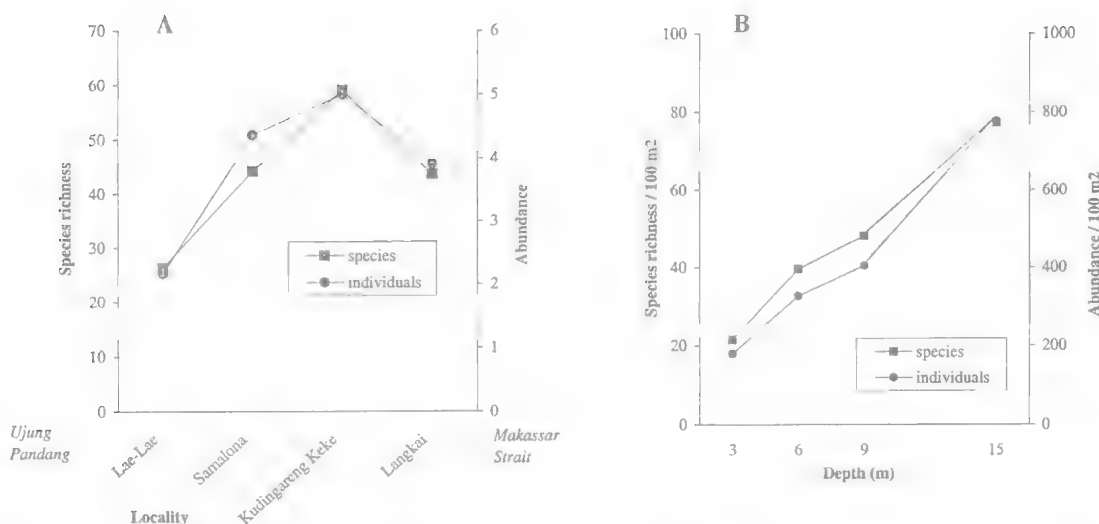 A
70
60
50
40
30
20
10
0
Species richness
6
5
4
3
2
1
0
Abundance
species
individuals
Ujung
Pandang
Lae-Lae
Samalona
Kudingareng Keke
Langkai
Makassar
Strait
Locality
B
100
80
60
40
20
0
Species richness / 100 m2
1000
800
600
400
200
0
Abundance / 100 m2
species
individuals
3 6 9 15
Depth (m)